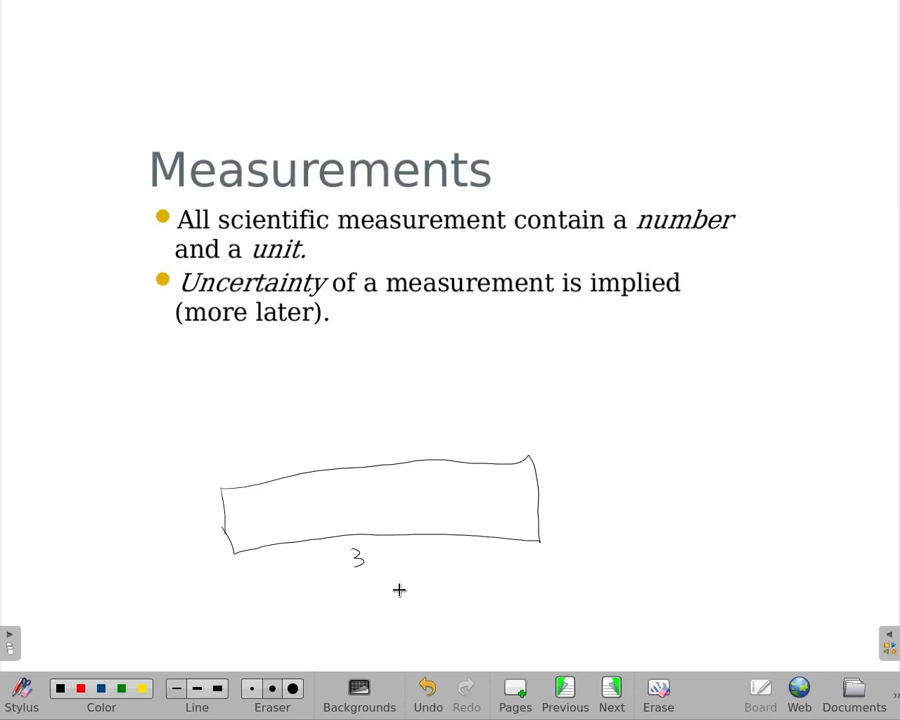 Measurements
All scientific measurement contain a number
and a unit.
Uncertainty of a measurement is implied
(more later).
3
Stylus
Color
Line
Eraser
Backgrounds
Undo
Redo
Pages
Previous
Next
Erase
Board
Web
Documents